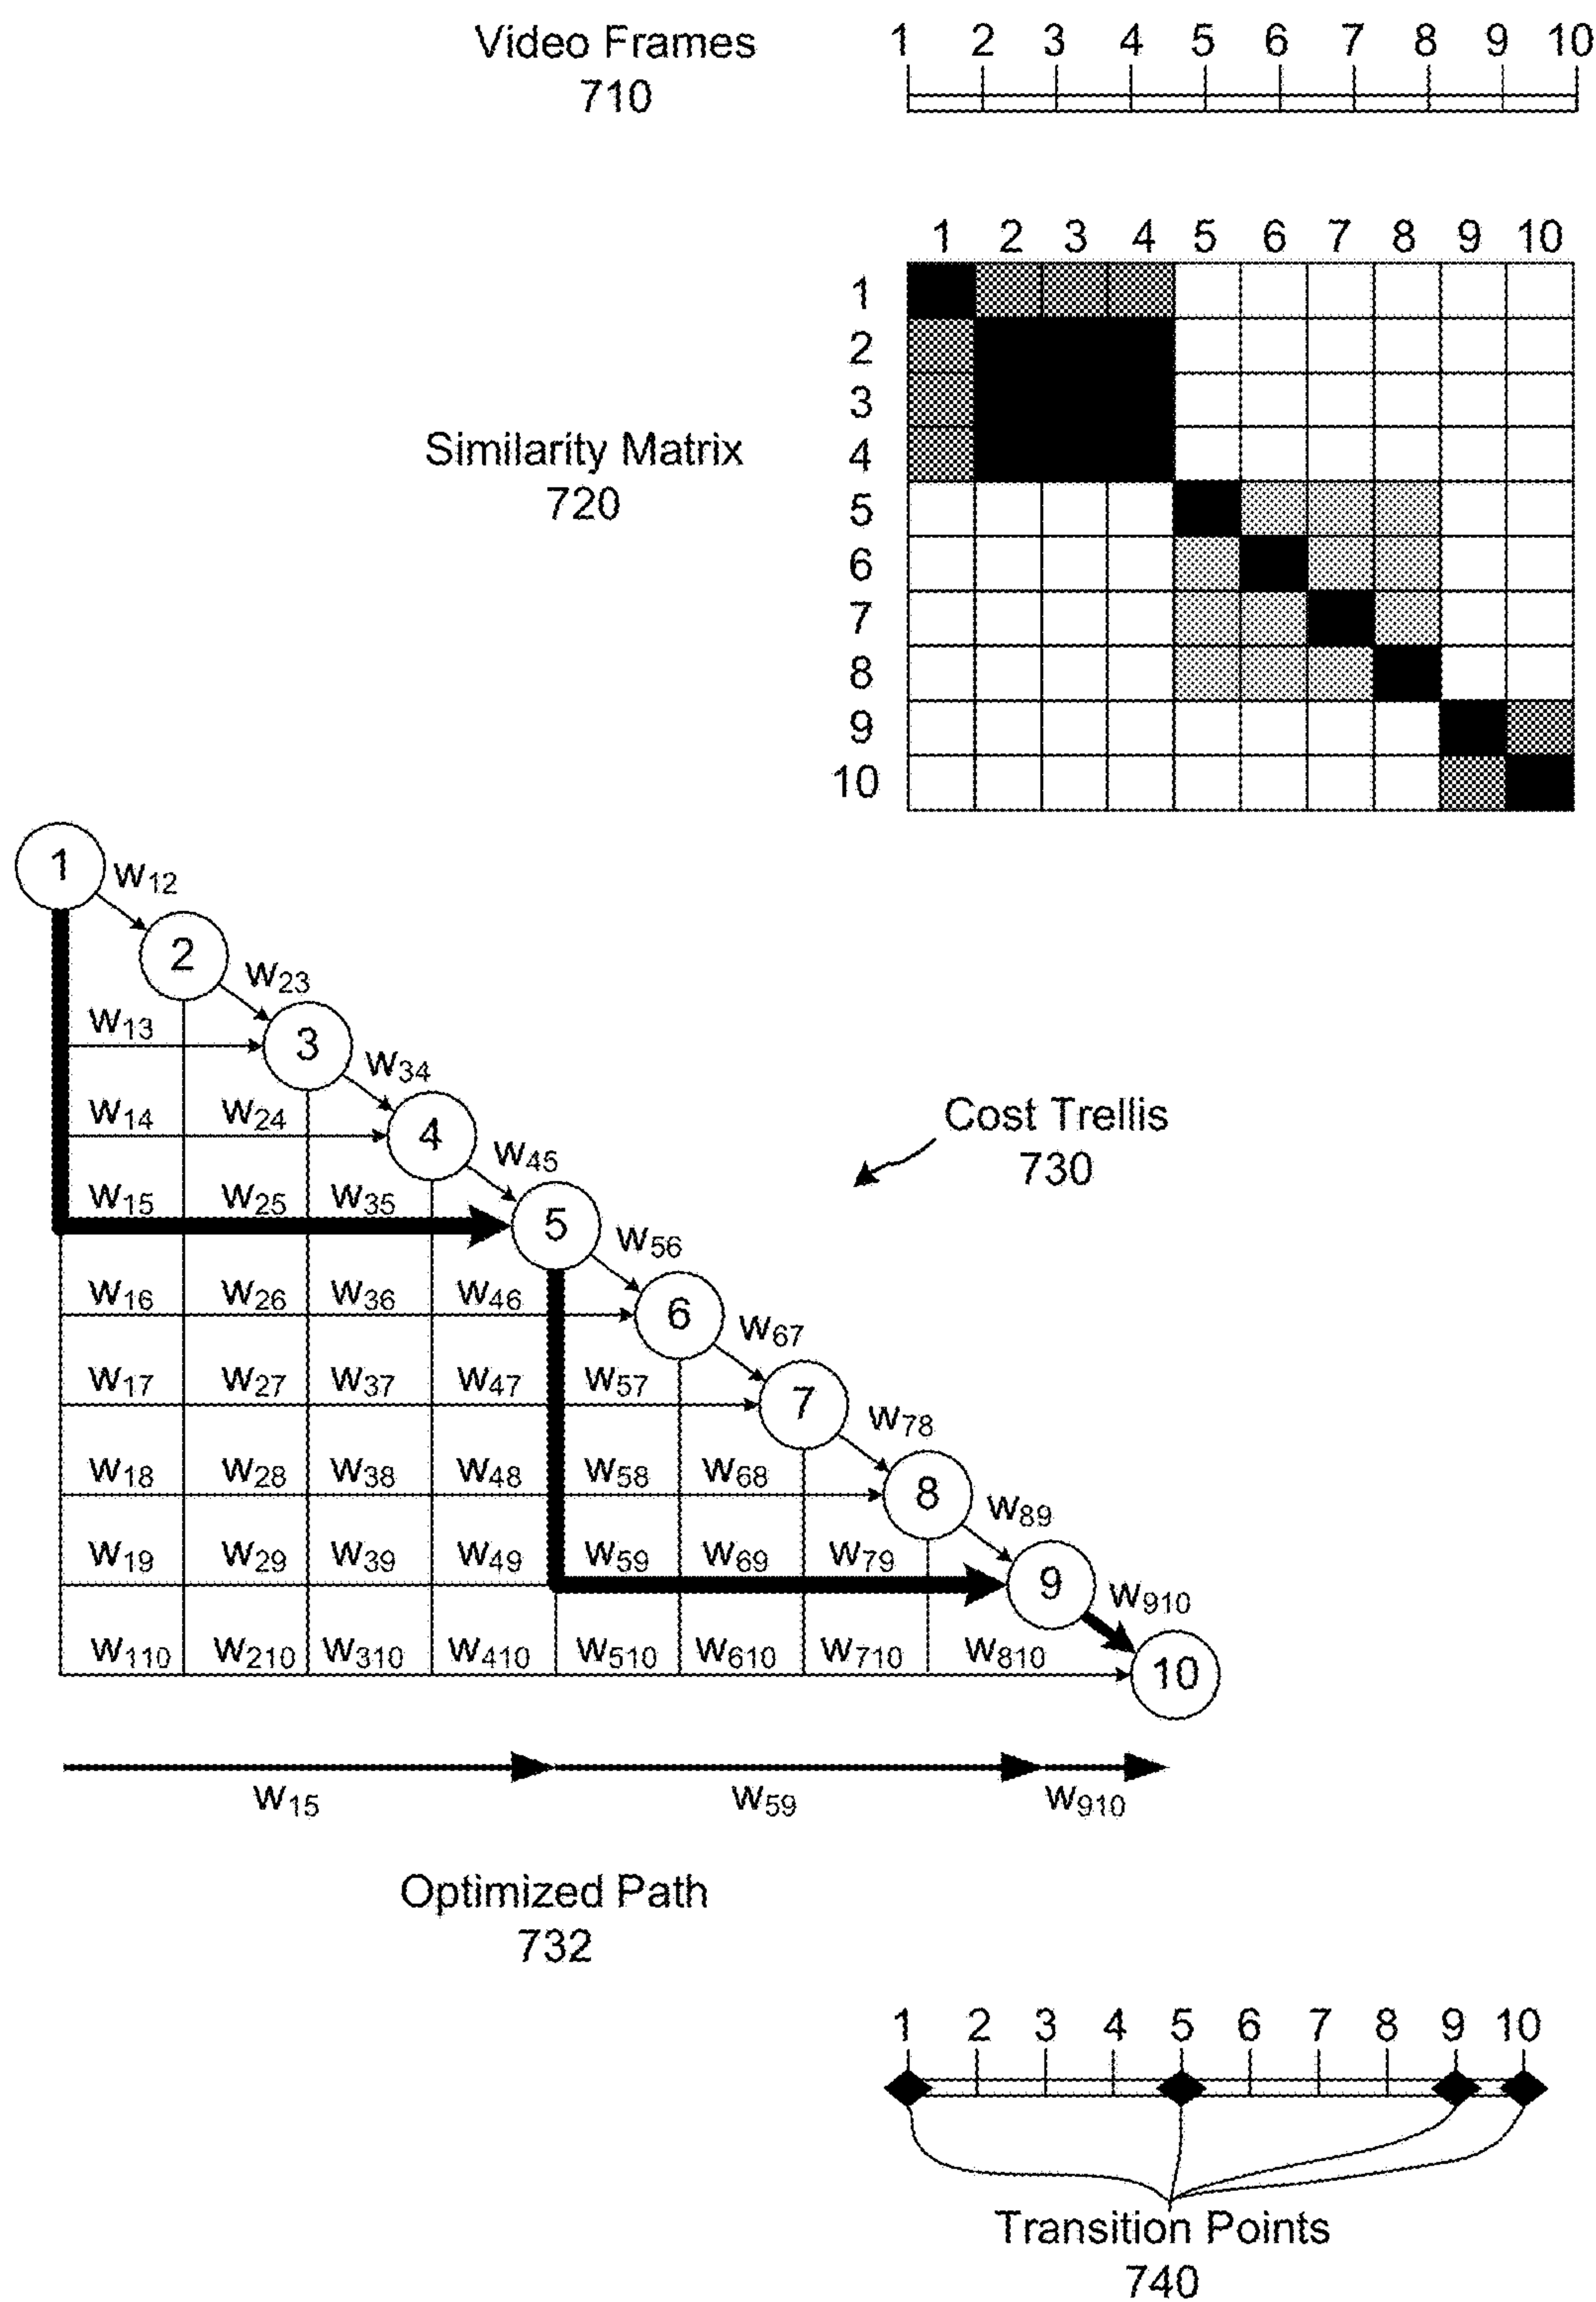 Video Frames
710
1 2 3 4 5 6 7 8 9 10
1 2 3 4 5 6 7 8 9 10
1
2
3
4
5
6
7
8
9
10
Similarity Matrix
720
1 w12
2 w23
w13 3 w34
w14 w24 4 w45
w15 w25 w35 5 w56
w16 w26 w36 w46 6 w67
w17 w27 w37 w47 w57 7 w78
w18 w28 w38 w48 w58 w68 8 w89
w19 w29 w39 w49 w59 w69 w79 9 w910
w110 w210 w310 w410 w510 w610 w710 w810 10
Cost Trellis
730
w15 w59 w910
Optimized Path
732
1 2 3 4 5 6 7 8 9 10
Transition Points
740